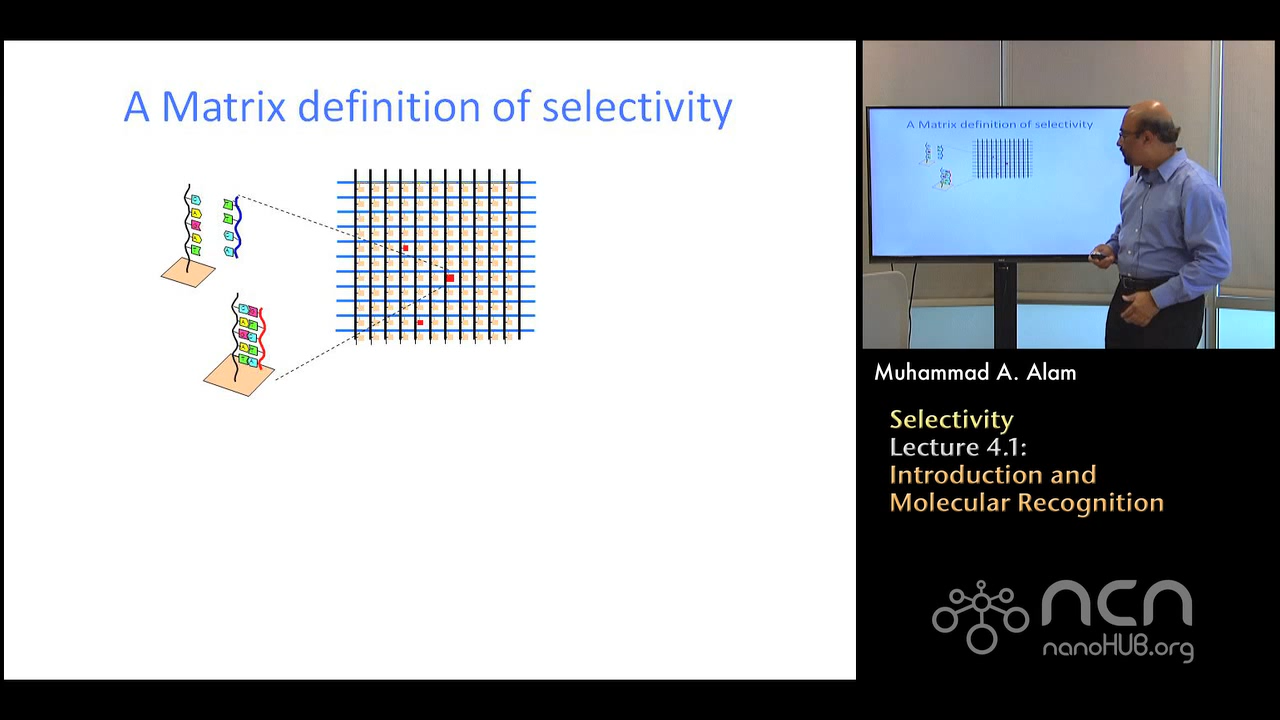 A Matrix definition of selectivity
A Matrix definition of selectivity
Muhammad A. Alam
Selectivity
Lecture 4.1:
Introduction and
Molecular Recognition
ncn
nanoHUB.org